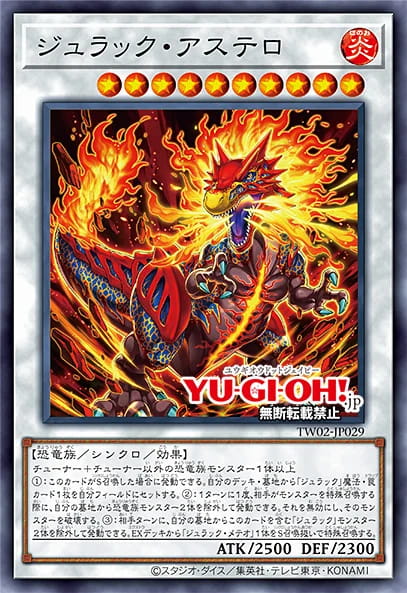 ジュラック・アステロ
炎
ほのお
ユウギオウドットジェイピー
YU-GI-OH!.jp
無断転載禁止
TW02-JP029
【恐竜族／シンクロ／効果】
チューナー＋チューナー以外の恐竜族モンスター1体以上
①：このカードがS召喚した場合に発動できる。自分のデッキ・墓地から「ジュラック」魔法・罠
カード1枚を自分フィールドにセットする。②：1ターンに1度、相手がモンスターを特殊召喚する
際に、自分の墓地から恐竜族モンスター2体を除外して発動できる。それを無効にし、そのモン
スターを破壊する。③：相手ターンに、自分の墓地からこのカードを含む「ジュラック」モンスター
2体を除外して発動できる。EXデッキから「ジュラック・メテオ」1体をS召喚扱いで特殊召喚する。
ATK/2500 DEF/2300
©スタジオ・ダイス／集英社・テレビ東京・KONAMI